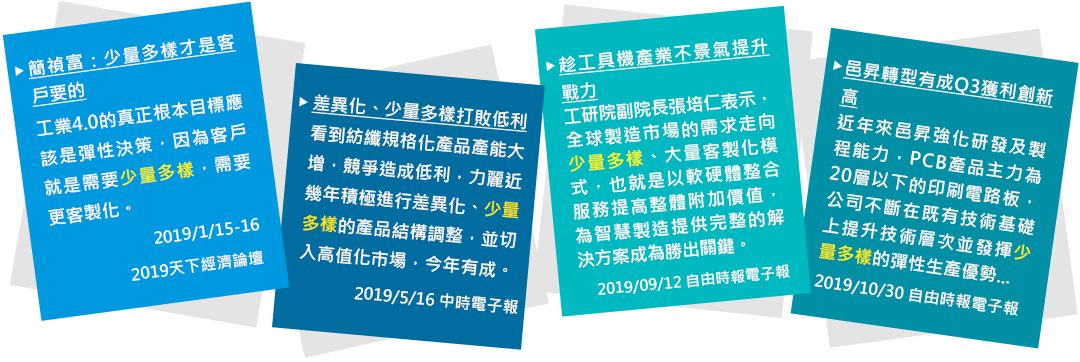 簡禎富：少量多樣才是客
戶要的
工業4.0的真正根本目標應
該是彈性決策，因為客戶
就是需要少量多樣，需要
更客製化。
2019/1/15-16
2019天下經濟論壇
差異化、少量多樣打敗低利
看到紡纖規格化產品產能大
增，競爭造成低利，力麗近
幾年積極進行差異化、少量
多樣的產品結構調整，並切
入高值化市場，今年有成。
2019/5/16 中時電子報
趁工具機產業不景氣提升
戰力
工研院副院長張培仁表示，
全球製造市場的需求走向
少量多樣、大量客製化模
式，也就是以軟硬體整合
服務提高整體附加價值，
為智慧製造提供完整的解
決方案成為勝出關鍵。
2019/09/12 自由時報電子報
邑昇轉型有成Q3獲利創新
高
近年來邑昇強化研發及製
程能力，PCB產品主力為
20層以下的印刷電路板，
公司不斷在既有技術基礎
上提升技術層次並發揮少
量多樣的彈性生產優勢...
2019/10/30 自由時報電子報